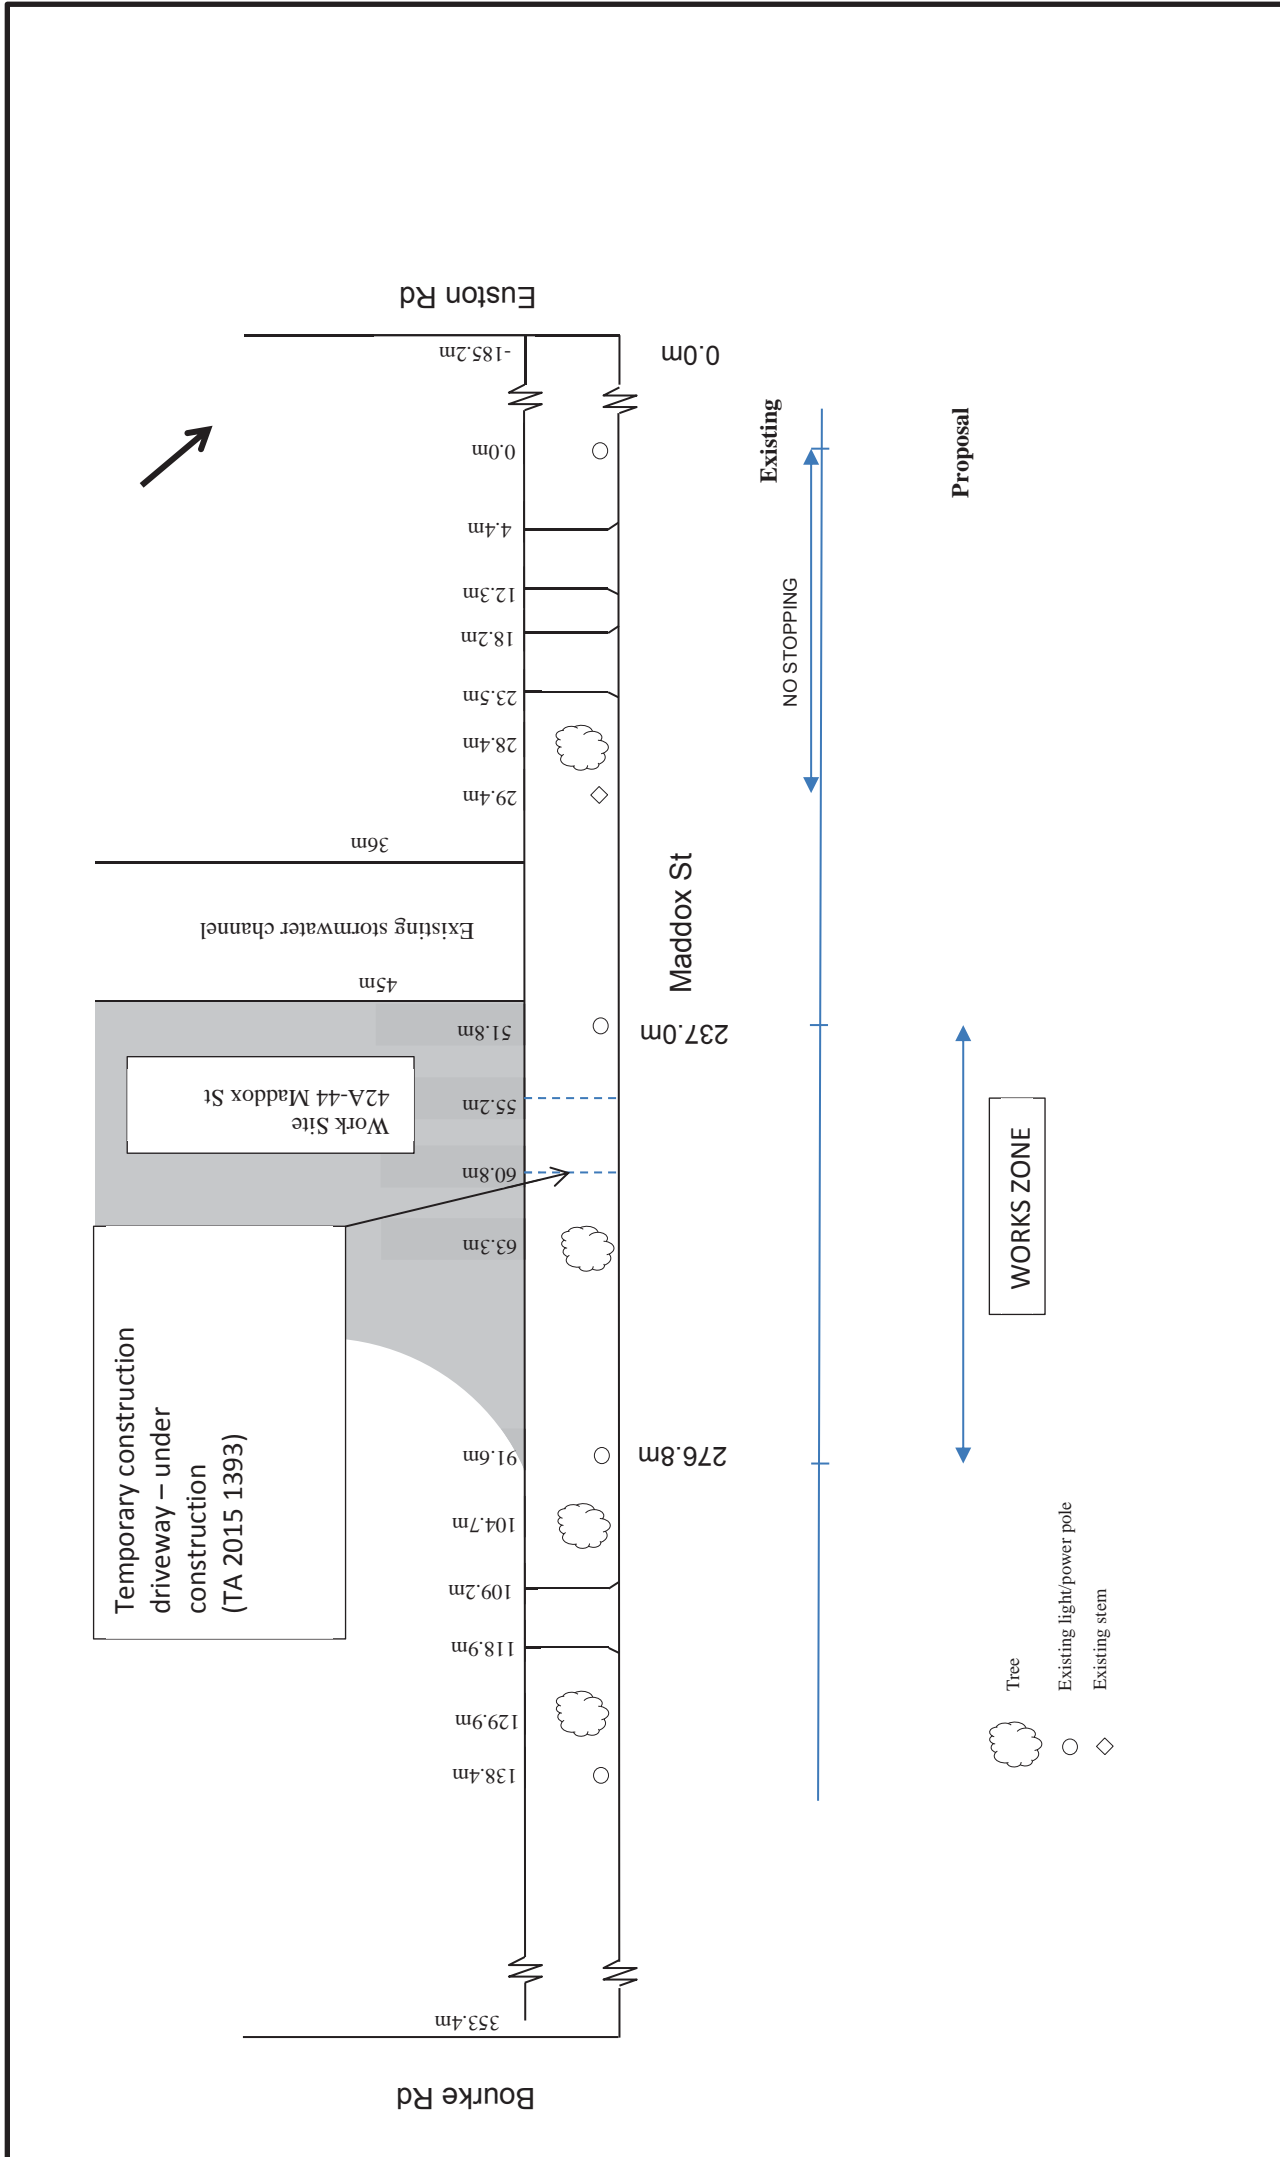 Euston Rd
-185.2m
0.0m
0.0m
4.4m
12.3m
18.2m
23.5m
28.4m
29.4m
36m
Existing stormwater channel
45m
51.8m
55.2m
60.8m
63.3m
91.6m
104.7m
109.2m
118.9m
129.9m
138.4m
353.4m
Bourke Rd
Work Site
42A-44 Maddox St
Temporary construction
driveway – under
construction
(TA 2015 1393)
Maddox St
237.0m
276.8m
Existing
NO STOPPING
Proposal
WORKS ZONE
Tree
Existing light/power pole
Existing stem